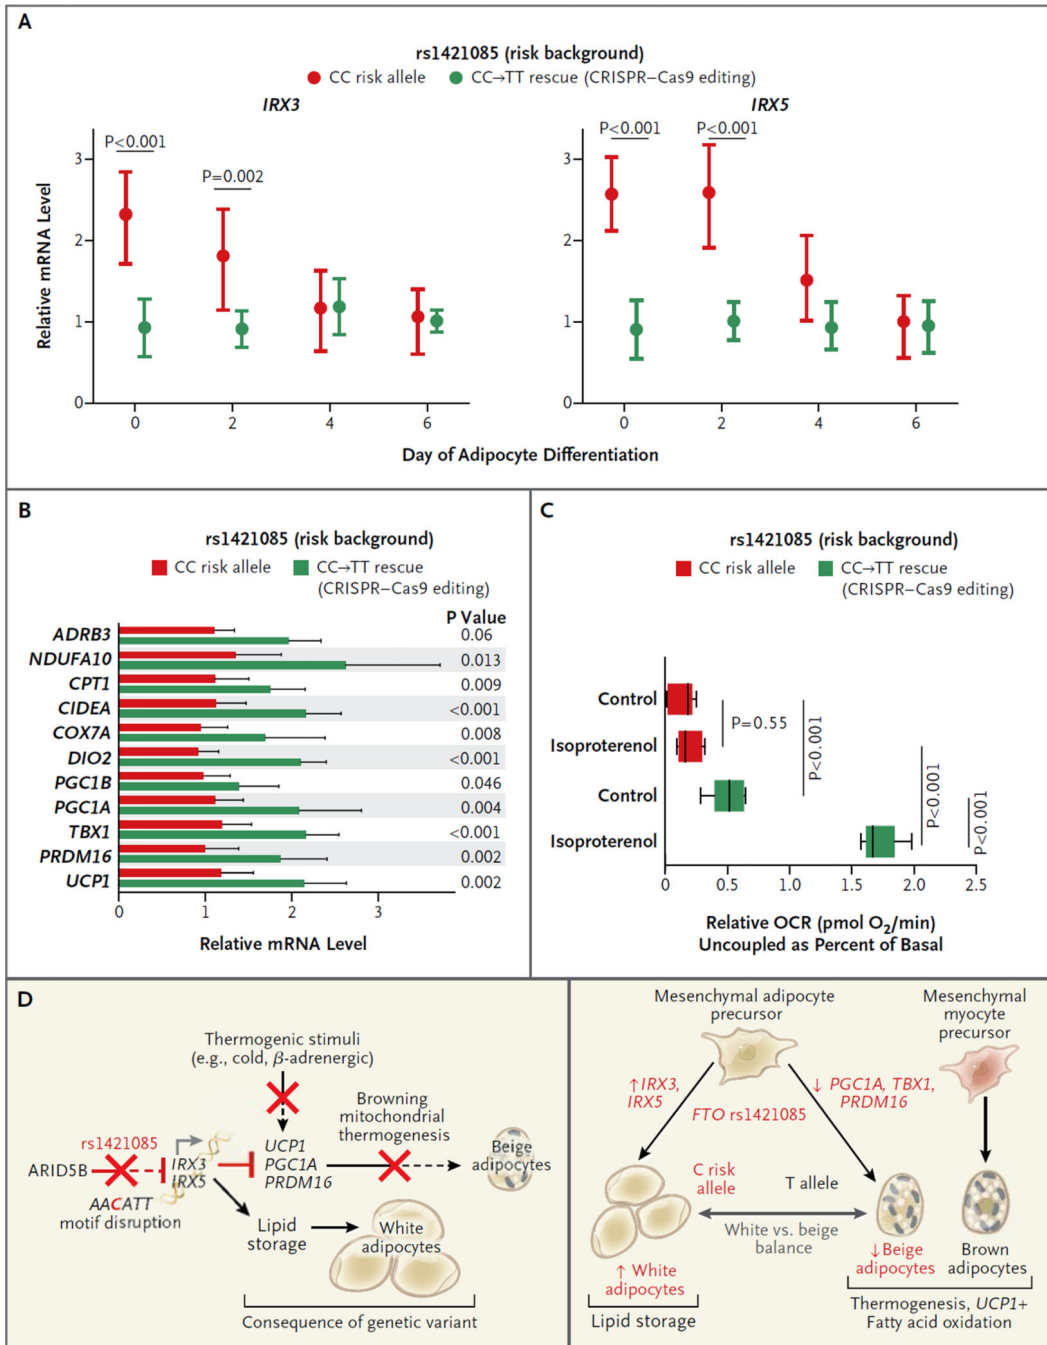 A
rs1421085 (risk background)
CC risk allele CC→TT rescue (CRISPR–Cas9 editing)
IRX3
IRX5
Relative mRNA Level
3
2
1
0
P<0.001
P=0.002
0 2 4 6
3
2
1
0
P<0.001
P<0.001
0 2 4 6
Day of Adipocyte Differentiation
B
rs1421085 (risk background)
CC risk allele CC→TT rescue
(CRISPR–Cas9 editing)
P Value
ADRB3 0.06
NDUFA10 0.013
CPT1 0.009
CIDEA <0.001
COX7A 0.008
DIO2 <0.001
PGC1B 0.046
PGC1A 0.004
TBX1 <0.001
PRDM16 0.002
UCP1 0.002
0 1 2 3
Relative mRNA Level
C
rs1421085 (risk background)
CC risk allele CC→TT rescue
(CRISPR–Cas9 editing)
Control
Isoproterenol
Control
Isoproterenol
P=0.55
P<0.001
P<0.001
P<0.001
0 0.5 1.0 1.5 2.0 2.5
Relative OCR (pmol O₂/min)
Uncoupled as Percent of Basal
D
Thermogenic stimuli
(e.g., cold, β-adrenergic)
rs1421085
ARID5B
IRX3
IRX5
AACATT
motif disruption
UCP1
PGC1A
PRDM16
Browning
mitochondrial
thermogenesis
Beige
adipocytes
Lipid
storage
White
adipocytes
Consequence of genetic variant
Mesenchymal adipocyte
precursor
Mesenchymal
myocyte
precursor
↑IRX3,
IRX5
↓ PGC1A, TBX1,
PRDM16
FTO rs1421085
C risk
allele
T allele
White vs. beige
balance
↑ White
adipocytes
↓Beige
adipocytes
Brown
adipocytes
Lipid storage
Thermogenesis, UCP1+
Fatty acid oxidation